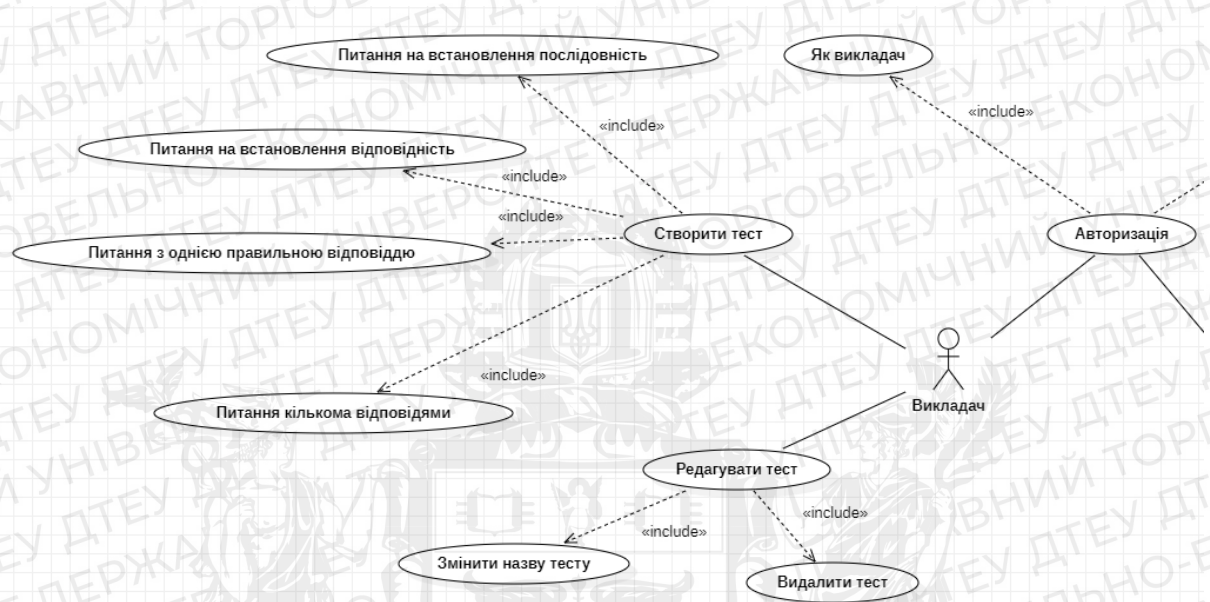 Питання на встановлення послідовність
Як викладач
«include»
«include»
Питання на встановлення відповідність
«include»
«include»
Створити тест
Авторизація
Питання з однією правильною відповіддю
«include»
Викладач
Питання кількома відповідями
Редагувати тест
«include»
«include»
Змінити назву тесту
Видалити тест